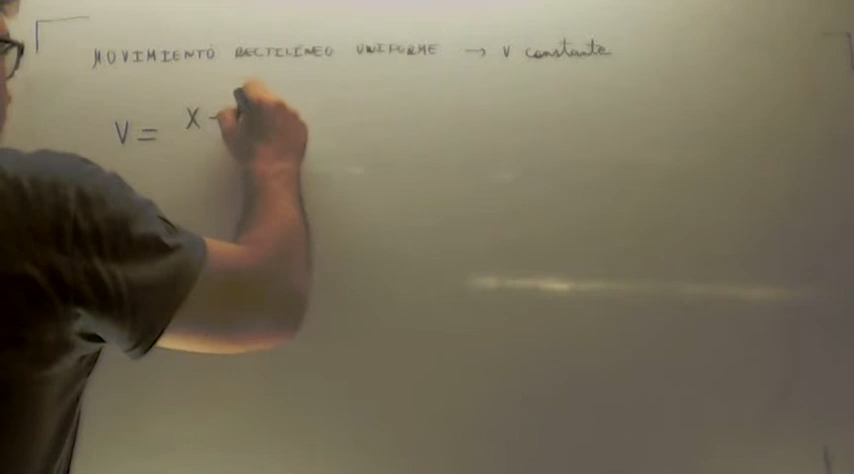 MOVIMIENTO RECTILÍNEO UNIFORME → v constante
V = X -